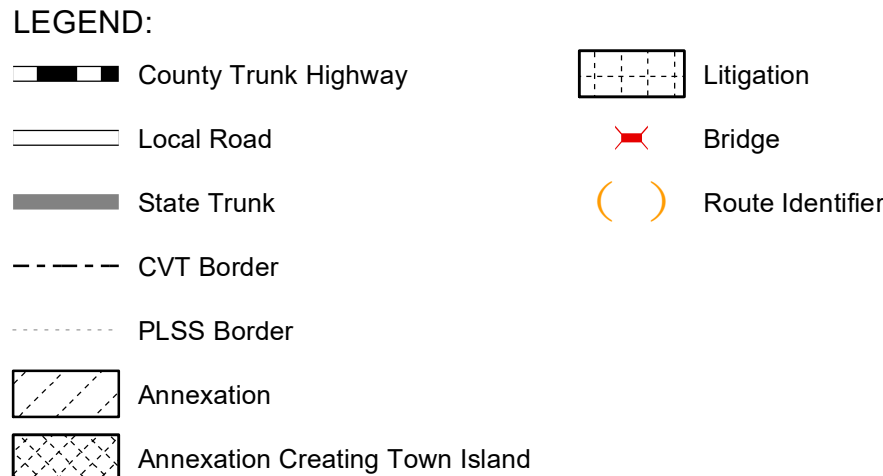 LEGEND:
County Trunk Highway
Local Road
State Trunk
CVT Border
PLSS Border
Annexation
Annexation Creating Town Island
Litigation
Bridge
Route Identifier